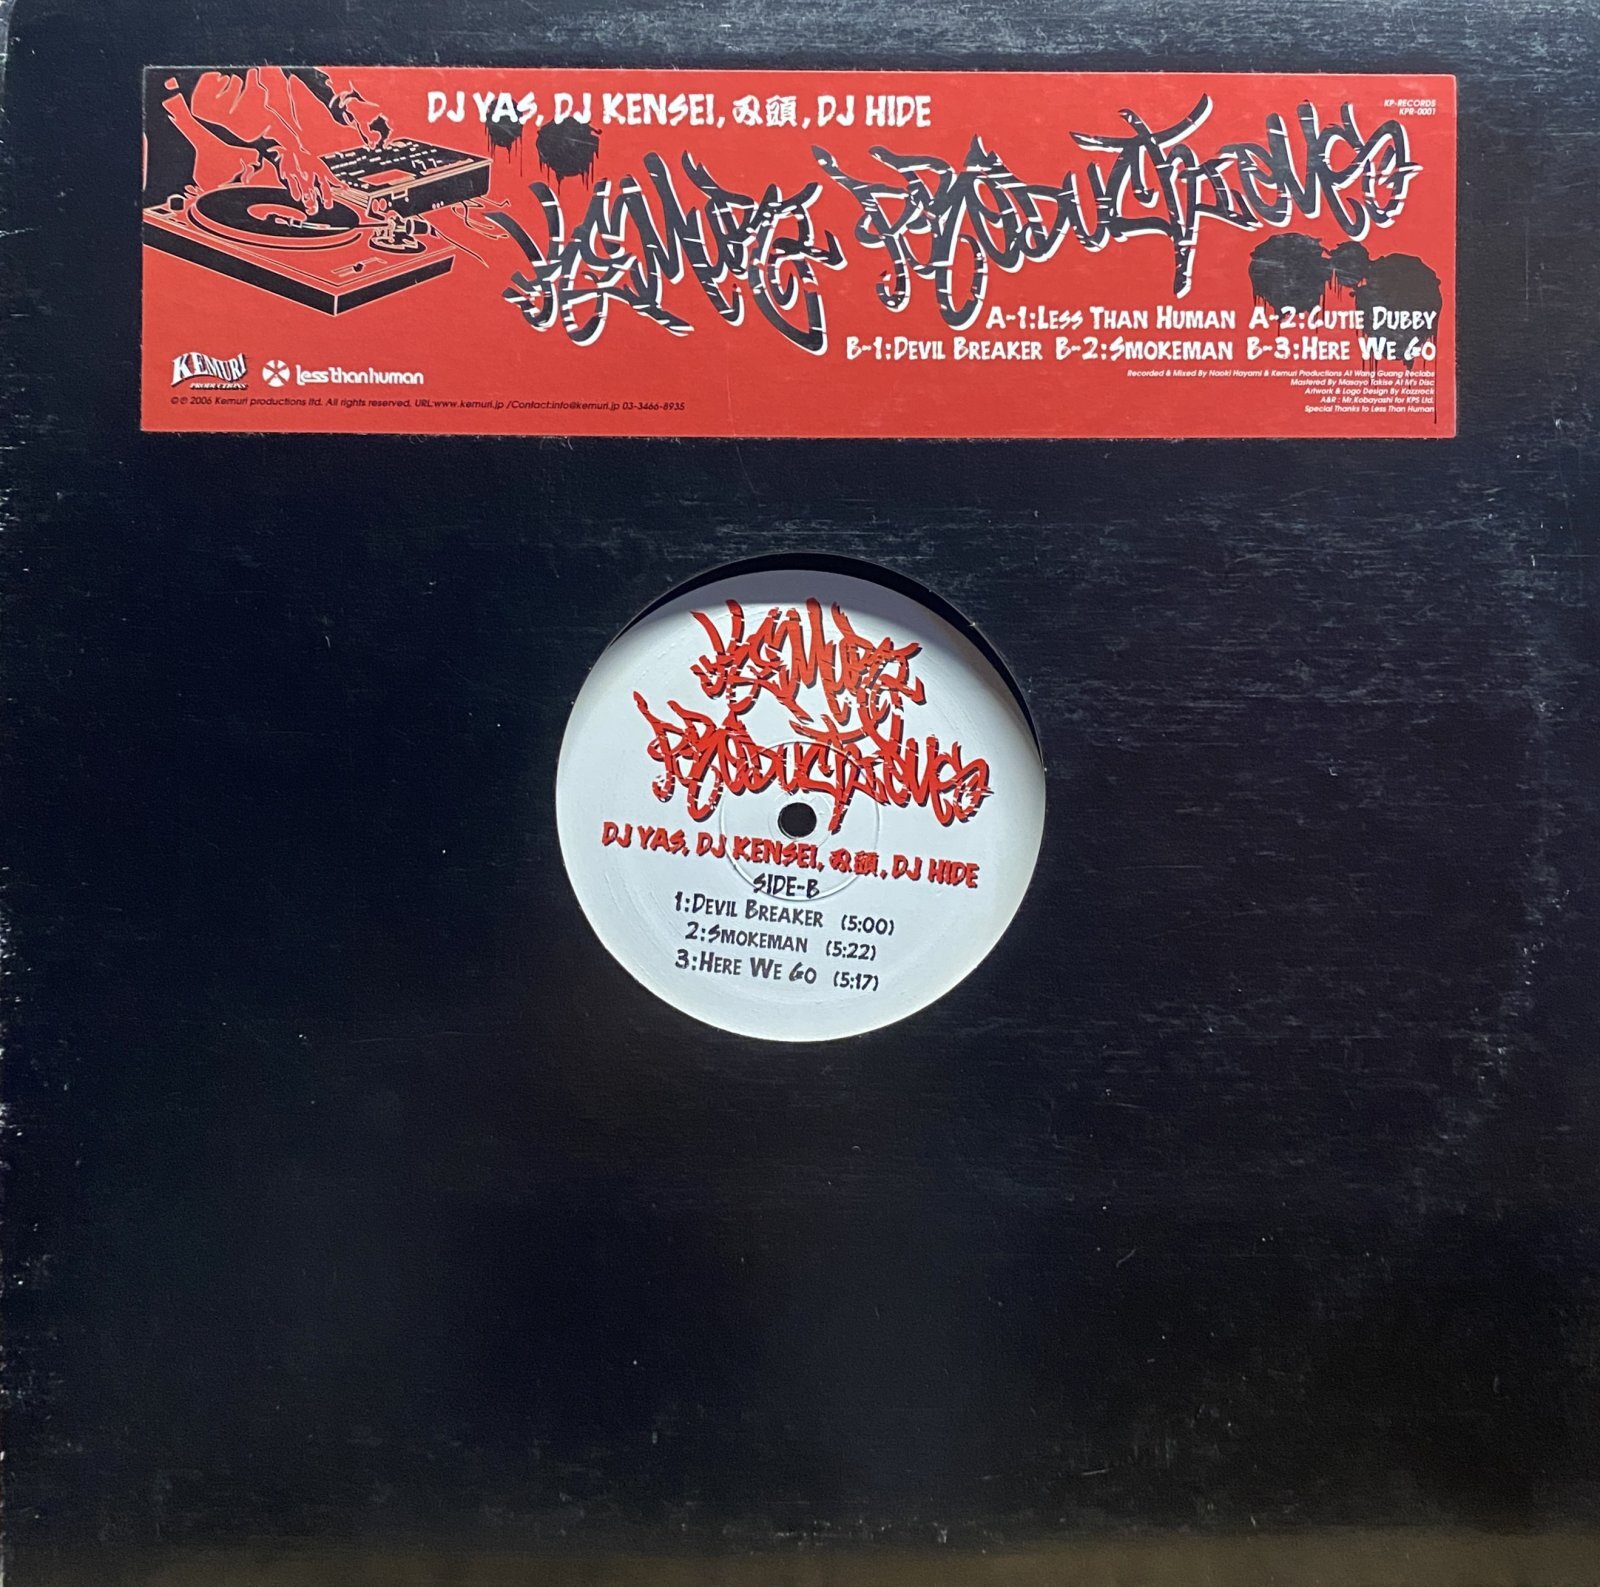 DJ YAS, DJ KENSEI, 刃頭, DJ HIDE
KP-RECORDS
KPR-0001
KEMURI PRODUCTIONS
A-1:LESS THAN HUMAN A-2:CUTIE DUBBY
B-1:DEVIL BREAKER B-2:SMOKEMAN B-3:HERE WE GO
Recorded & Mixed By Naoki Hayami & Kemuri Productions At Wang Guang Reclabs
Mastered By Masayo Takise At M's Disc
Artwork & Logo Design By Kazzrock
A&R : Mr,Kobayashi for KPS Ltd.
Special Thanks to Less Than Human
KEMURI
PRODUCTIONS
Less than human
©℗ 2006 Kemuri productions ltd. All rights reserved. URL:www.kemuri.jp /Contact:info@kemuri.jp 03-3466-8935
KEMURI
PRODUCTIONS
DJ YAS, DJ KENSEI, 刃頭, DJ HIDE
SIDE-B
1:DEVIL BREAKER (5:00)
2:SMOKEMAN (5:22)
3:HERE WE GO (5:17)